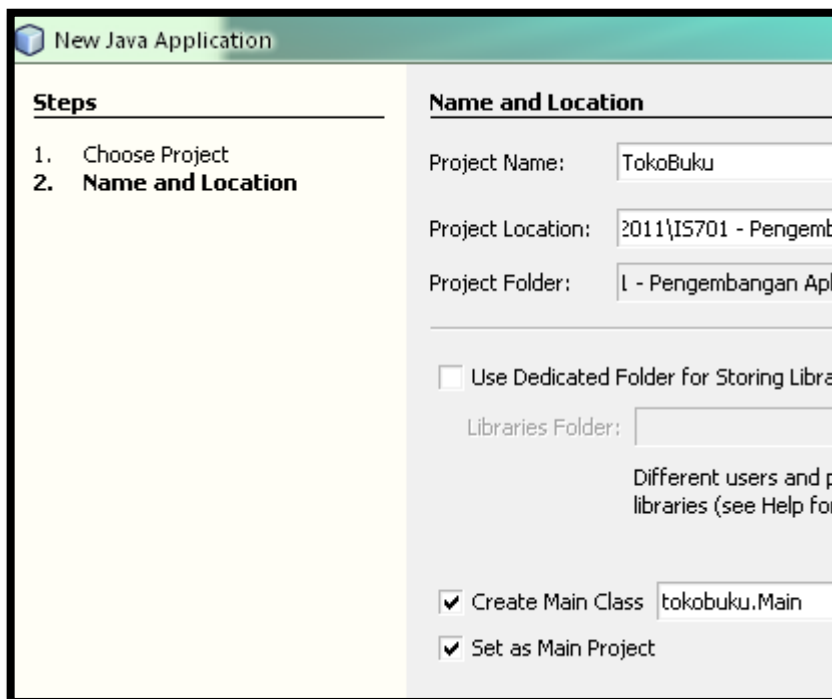 New Java Application
Steps
1. Choose Project
2. Name and Location
Name and Location
Project Name: TokoBuku
Project Location: 2011\IS701 - Pengemb
Project Folder: - Pengembangan Apl
Use Dedicated Folder for Storing Libra
Libraries Folder:
Different users and p
libraries (see Help for
Create Main Class tokobuku.Main
Set as Main Project